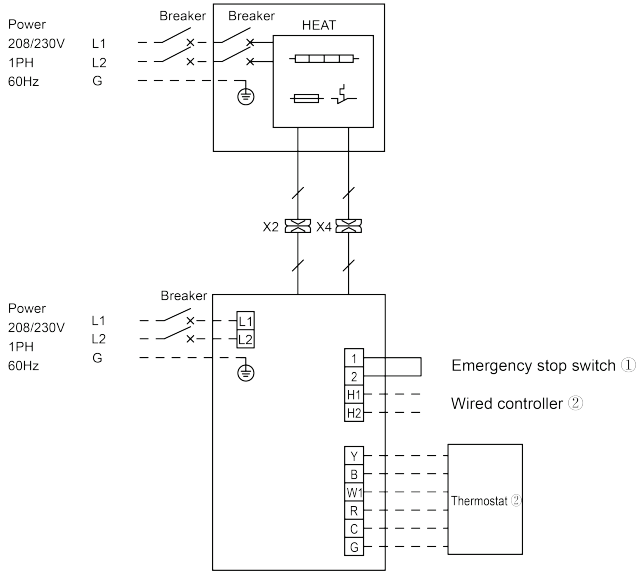 Power
208/230V
1PH
60Hz
L1
L2
G
Breaker
Breaker
HEAT
X2
X4
Power
208/230V
1PH
60Hz
L1
L2
G
Breaker
L1
L2
1
2
H1
H2
Emergency stop switch ①
Wired controller ②
Y
B
W1
R
C
G
Thermostat ②